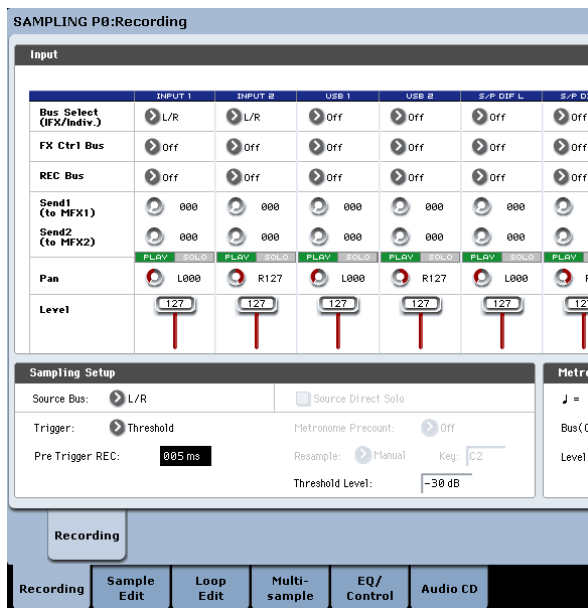 SAMPLING P0:Recording
Input
INPUT 1 INPUT 2 USB 1 USB 2 S/P DIF L S/P D
Bus Select (IFX/Indiv.) L/R L/R Off Off Off Off
FX Ctrl Bus Off Off Off Off Off Off
REC Bus Off Off Off Off Off Off
Send1 (to MFX1) 000 000 000 000 000
Send2 (to MFX2) 000 000 000 000 000
PLAY SOLO PLAY SOLO PLAY SOLO PLAY SOLO PLAY SOLO PLAY
Pan L000 R127 L000 R127 L000
Level 127 127 127 127 127 12
Sampling Setup Metro
Source Bus: L/R Source Direct Solo ♩ =
Trigger: Threshold Metronome Precount: Off Bus(O
Pre Trigger REC: 005 ms Resample: Manual Key: C2 Level
Threshold Level: -30 dB
Recording
Recording Sample Edit Loop Edit Multi-sample EQ/Control Audio CD